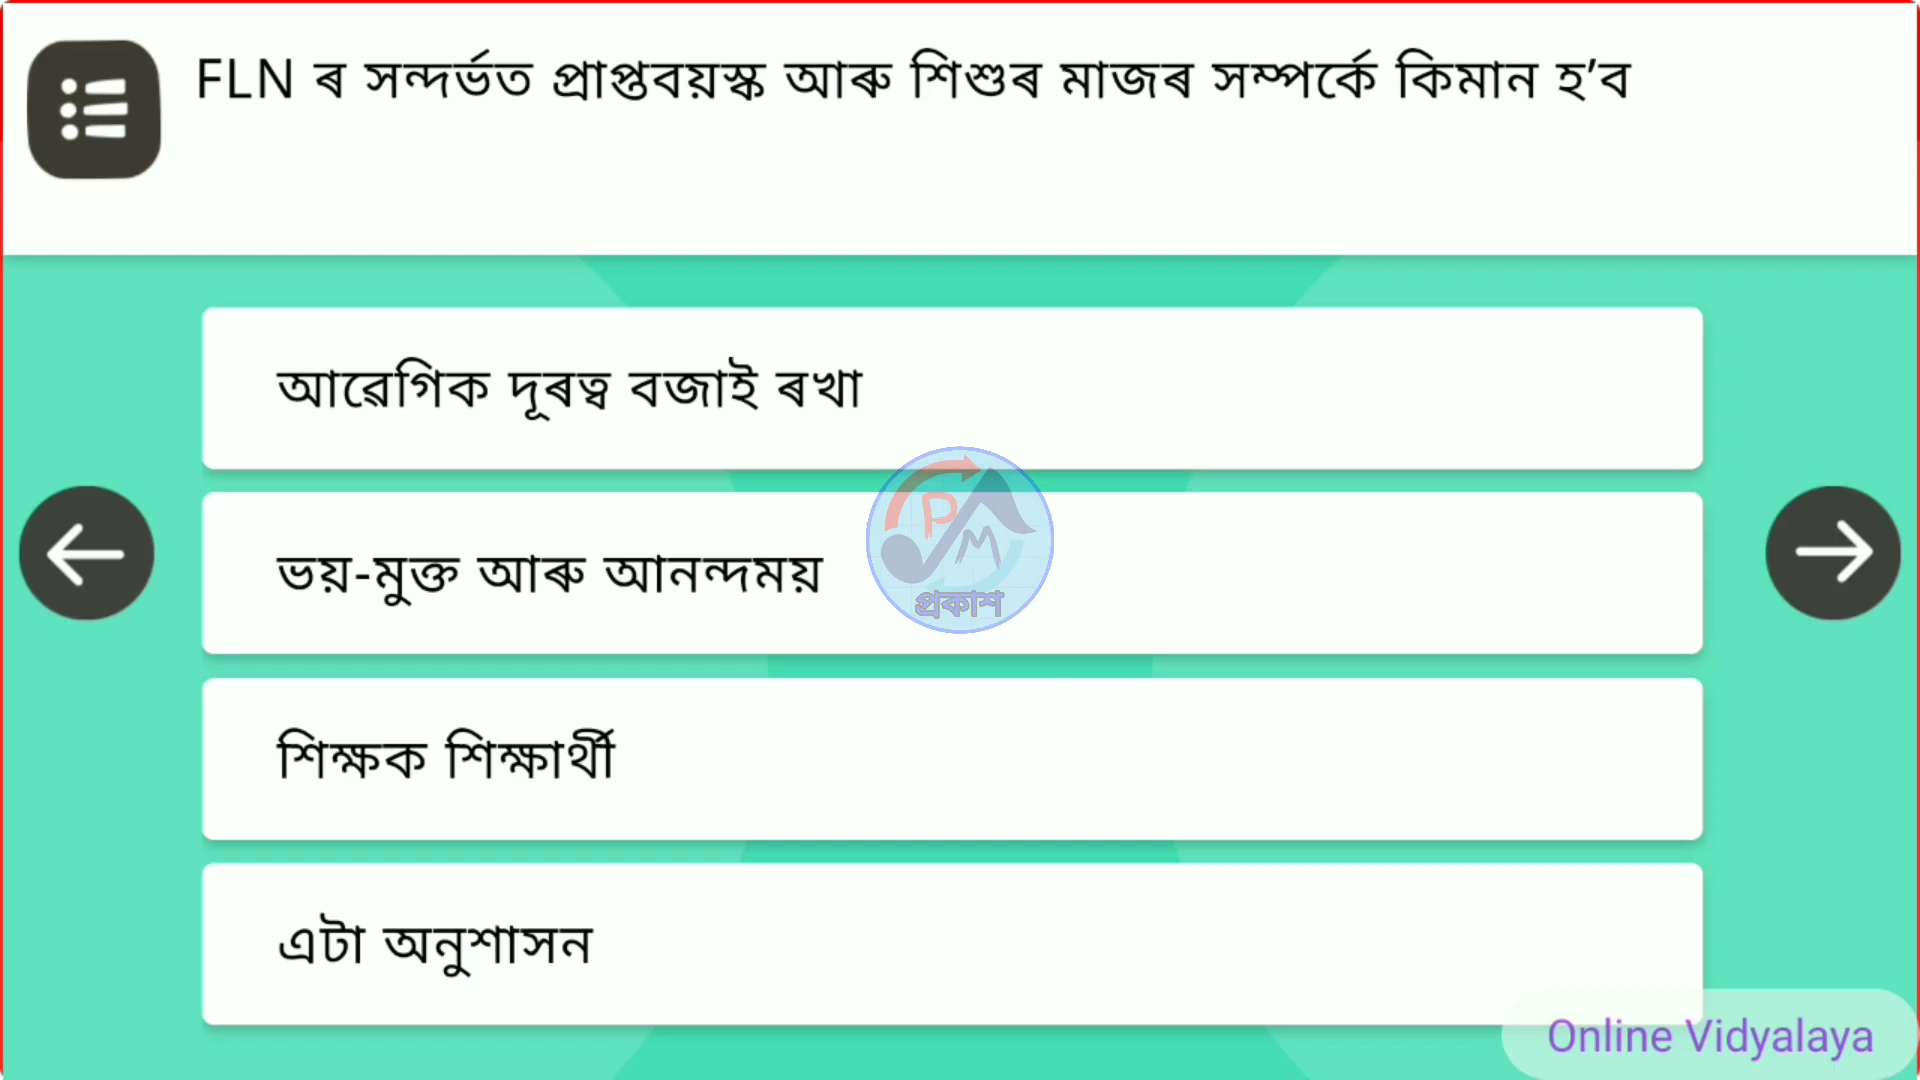 FLN ৰ সন্দৰ্ভত প্ৰাপ্তবয়স্ক আৰু শিশুৰ মাজৰ সম্পৰ্কে কিমান হ’ব
আৱেগিক দূৰত্ব বজাই ৰখা
ভয়-মুক্ত আৰু আনন্দময়
P
M
প্ৰকাশ
শিক্ষক শিক্ষাৰ্থী
এটা অনুশাসন
Online Vidyalaya